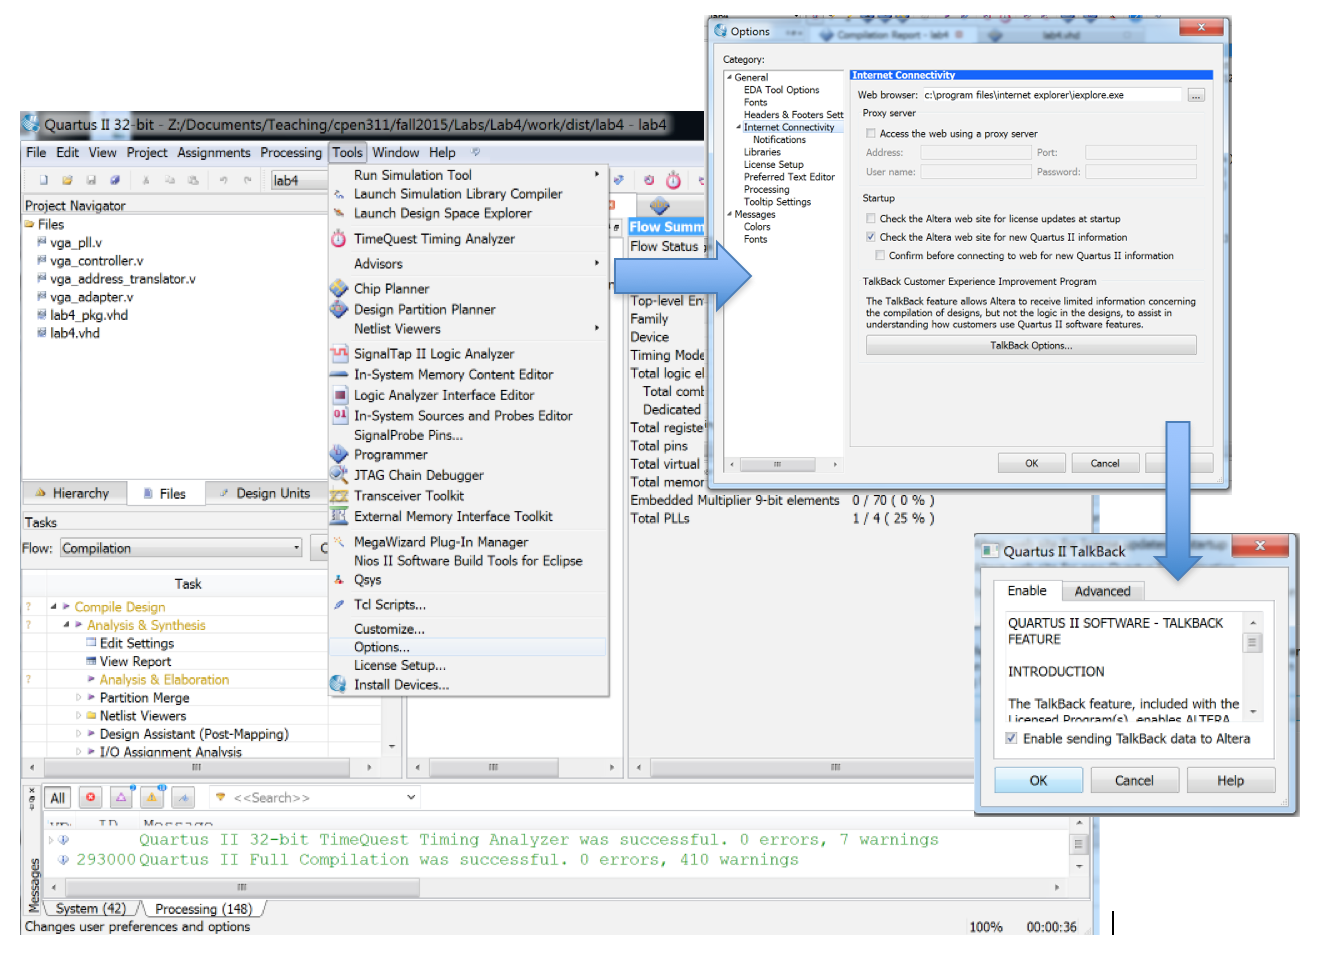 Quartus II 32-bit - Z:/Documents/Teaching/cpen311/fall2015/Labs/Lab4/work/dist/lab4 - lab4
File Edit View Project Assignments Processing Tools Window Help
lab4
Project Navigator
Files
vga_pll.v
vga_controller.v
vga_address_translator.v
vga_adapter.v
lab4_pkg.vhd
lab4.vhd
Hierarchy Files Design Units
Tasks
Flow: Compilation
Task
Compile Design
Analysis & Synthesis
Edit Settings
View Report
Analysis & Elaboration
Partition Merge
Netlist Viewers
Design Assistant (Post-Mapping)
I/O Assignment Analysis
Run Simulation Tool
Launch Simulation Library Compiler
Launch Design Space Explorer
TimeQuest Timing Analyzer
Advisors
Chip Planner
Design Partition Planner
Netlist Viewers
SignalTap II Logic Analyzer
In-System Memory Content Editor
Logic Analyzer Interface Editor
In-System Sources and Probes Editor
SignalProbe Pins...
Programmer
JTAG Chain Debugger
Transceiver Toolkit
External Memory Interface Toolkit
MegaWizard Plug-In Manager
Nios II Software Build Tools for Eclipse
Qsys
Tcl Scripts...
Customize...
Options...
License Setup...
Install Devices...
Flow Summ
Flow Status
Top-level En
Family
Device
Timing Mode
Total logic el
Total comb
Dedicated
Total registe
Total pins
Total virtual
Total memor
Embedded Multiplier 9-bit elements 0 / 70 ( 0 % )
Total PLLs 1 / 4 ( 25 % )
All <<Search>>
ID Message
Quartus II 32-bit TimeQuest Timing Analyzer was successful. 0 errors, 7 warnings
293000 Quartus II Full Compilation was successful. 0 errors, 410 warnings
Messages
System (42) Processing (148)
Changes user preferences and options
100% 00:00:36
Options
Compilation Report - lab4 lab4.vhd
Category:
General
EDA Tool Options
Fonts
Headers & Footers Sett
Internet Connectivity
Notifications
Libraries
License Setup
Preferred Text Editor
Processing
Tooltip Settings
Messages
Colors
Fonts
Internet Connectivity
Web browser: c:\program files\internet explorer\iexplore.exe ...
Proxy server
Access the web using a proxy server
Address: Port:
User name: Password:
Startup
Check the Altera web site for license updates at startup
Check the Altera web site for new Quartus II information
Confirm before connecting to web for new Quartus II information
TalkBack Customer Experience Improvement Program
The TalkBack feature allows Altera to receive limited information concerning
the compilation of designs, but not the logic in the designs, to assist in
understanding how customers use Quartus II software features.
TalkBack Options...
OK Cancel
Quartus II TalkBack
Enable Advanced
QUARTUS II SOFTWARE - TALKBACK
FEATURE
INTRODUCTION
The TalkBack feature, included with the
Licensed Program(s), enables ALTERA
Enable sending TalkBack data to Altera
OK Cancel Help